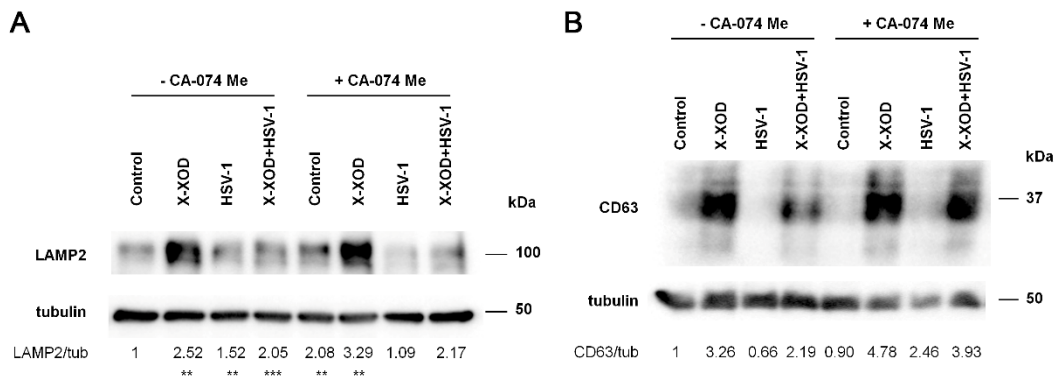 A
- CA-074 Me + CA-074 Me
Control X-XOD HSV-1 X-XOD+HSV-1 Control X-XOD HSV-1 X-XOD+HSV-1
kDa
LAMP2 100
tubulin 50
LAMP2/tub 1 2.52 1.52 2.05 2.08 3.29 1.09 2.17
** ** *** ** **
B
- CA-074 Me + CA-074 Me
Control X-XOD HSV-1 X-XOD+HSV-1 Control X-XOD HSV-1 X-XOD+HSV-1
kDa
CD63 37
tubulin 50
CD63/tub 1 3.26 0.66 2.19 0.90 4.78 2.46 3.93